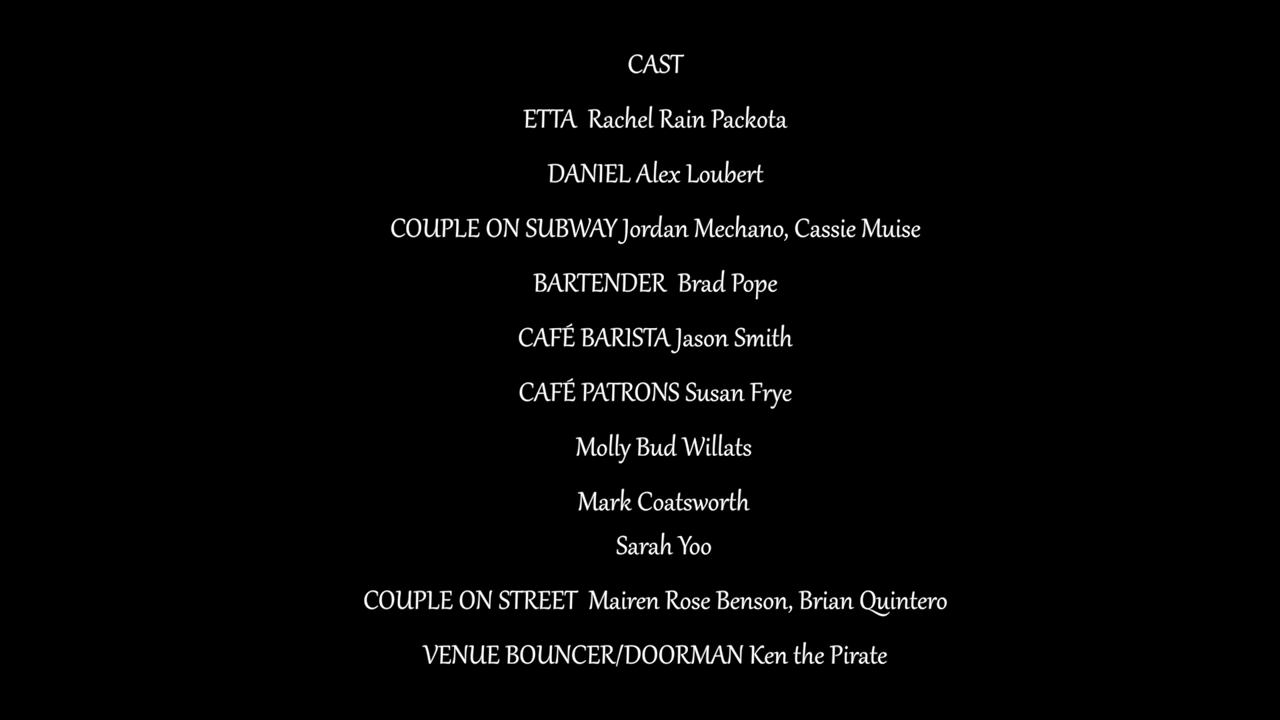 CAST
ETTA  Rachel Rain Packota
DANIEL Alex Loubert
COUPLE ON SUBWAY Jordan Mechano, Cassie Muise
BARTENDER  Brad Pope
CAFÉ BARISTA Jason Smith
CAFÉ PATRONS Susan Frye
Molly Bud Willats
Mark Coatsworth
Sarah Yoo
COUPLE ON STREET  Mairen Rose Benson, Brian Quintero
VENUE BOUNCER/DOORMAN Ken the Pirate